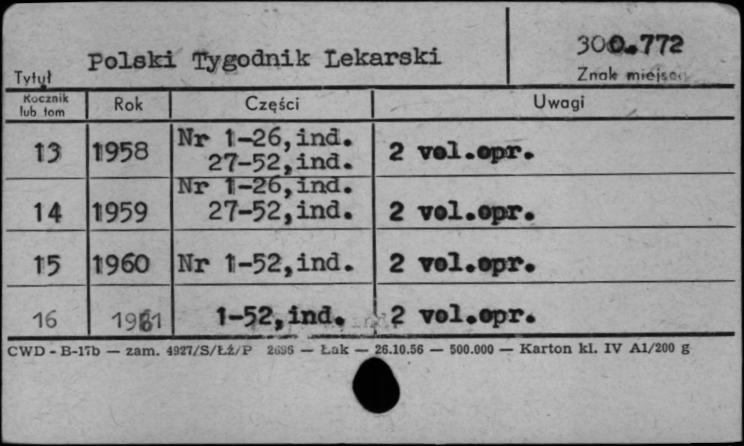 Polski Tygodnik Lekarski
300.772
Tytuł
Znak miejsca
Rocznik lub tom Rok Części Uwagi
13 1958 Nr 1-26,ind.
27-52,ind. 2 vol.opr.
14 1959 Nr 1-26,ind.
27-52,ind. 2 vol.opr.
15 1960 Nr 1-52,ind. 2 vol.opr.
16 1961 1-52,ind. 2 vol.opr.
CWD - B-17b — zam. 4927/S/ŁŻ/P 2696 — Łak — 26.10.56 — 500.000 — Karton kl. IV A1/200 g